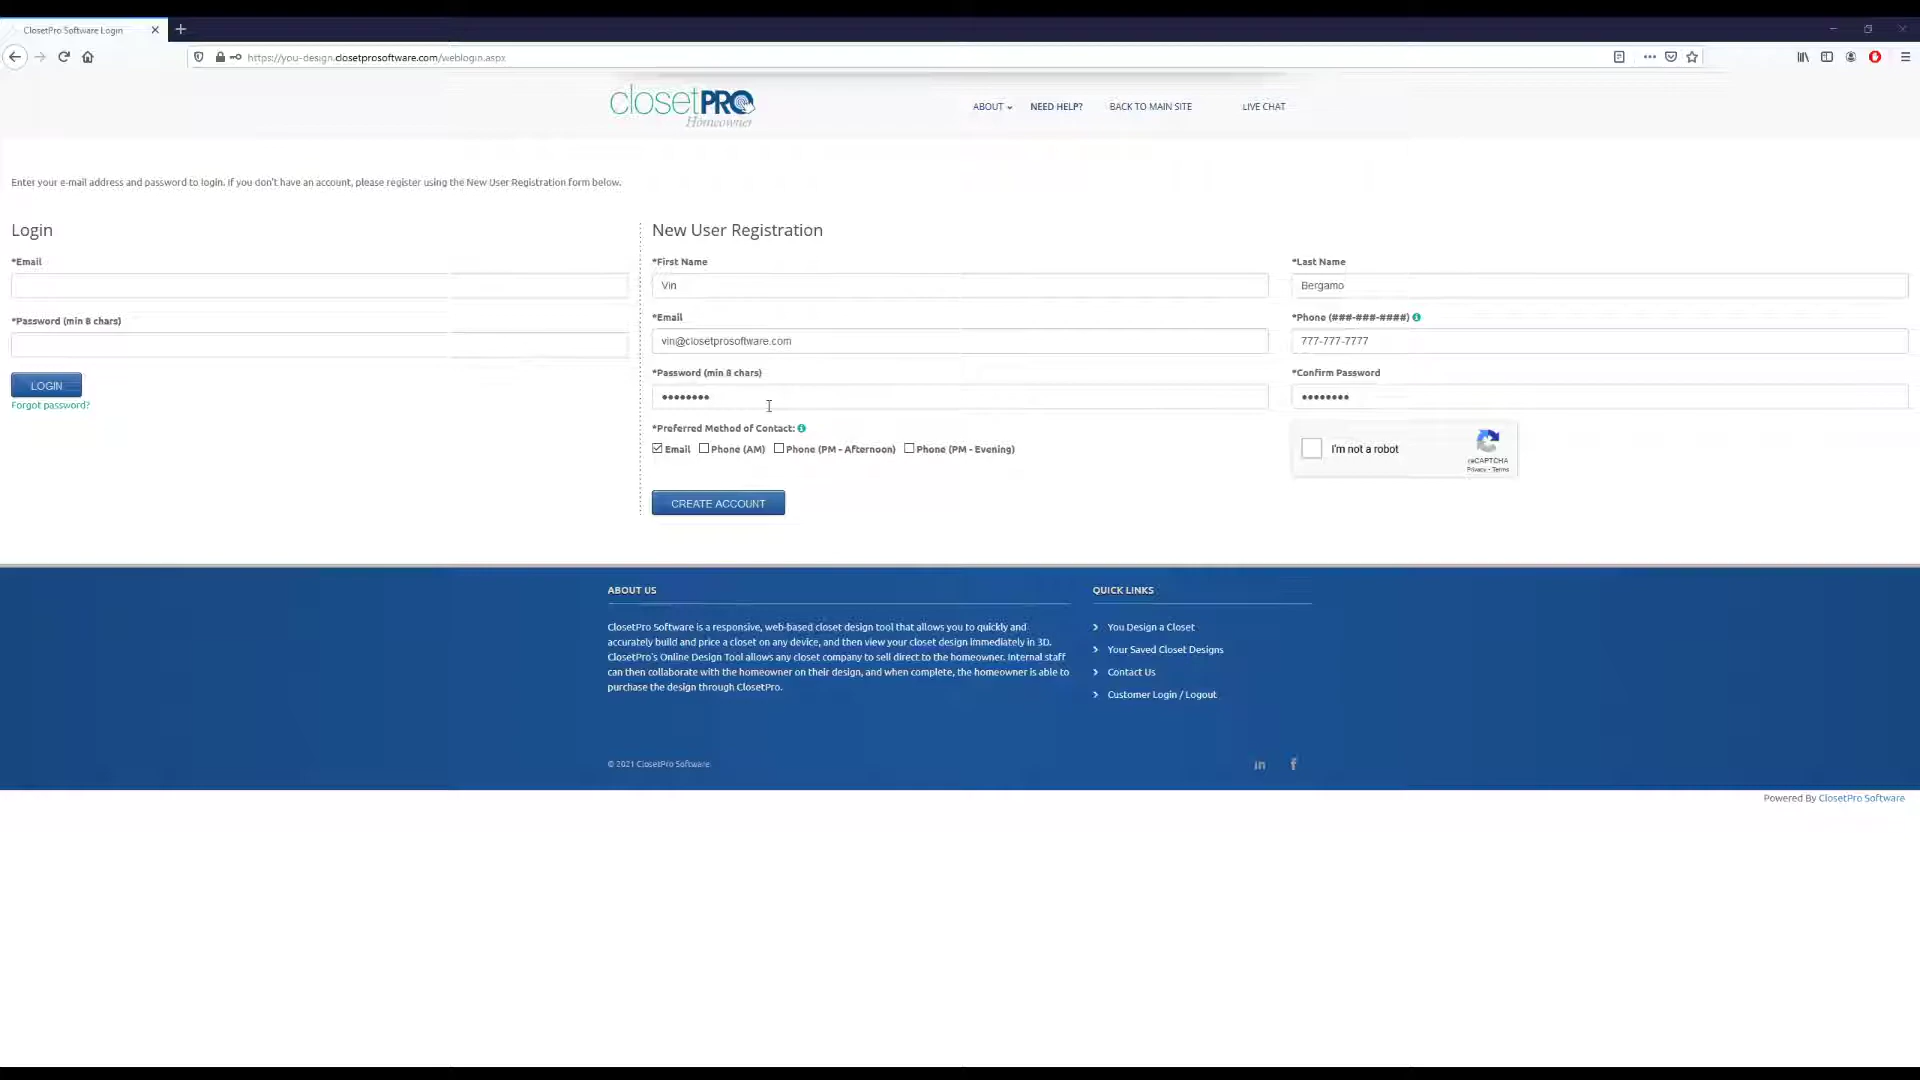 ClosetPro Software Login
https://you-design.closetprosoftware.com/weblogin.aspx
closetPRO
Homeowner
ABOUT
NEED HELP?
BACK TO MAIN SITE
LIVE CHAT
Enter your e-mail address and password to login. If you don't have an account, please register using the New User Registration form below.
Login
*Email
*Password (min 8 chars)
LOGIN
Forgot password?
New User Registration
*First Name
Vin
*Last Name
Bergamo
*Email
vin@closetprosoftware.com
*Phone (###-###-####)
777-777-7777
*Password (min 8 chars)
••••••••
*Confirm Password
••••••••
*Preferred Method of Contact:
Email Phone (AM) Phone (PM - Afternoon) Phone (PM - Evening)
I'm not a robot
reCAPTCHA
Privacy - Terms
CREATE ACCOUNT
ABOUT US
ClosetPro Software is a responsive, web-based closet design tool that allows you to quickly and
accurately build and price a closet on any device, and then view your closet design immediately in 3D.
ClosetPro's Online Design Tool allows any closet company to sell direct to the homeowner. Internal staff
can then collaborate with the homeowner on their design, and when complete, the homeowner is able to
purchase the design through ClosetPro.
QUICK LINKS
You Design a Closet
Your Saved Closet Designs
Contact Us
Customer Login / Logout
© 2021 ClosetPro Software
in f
Powered By ClosetPro Software